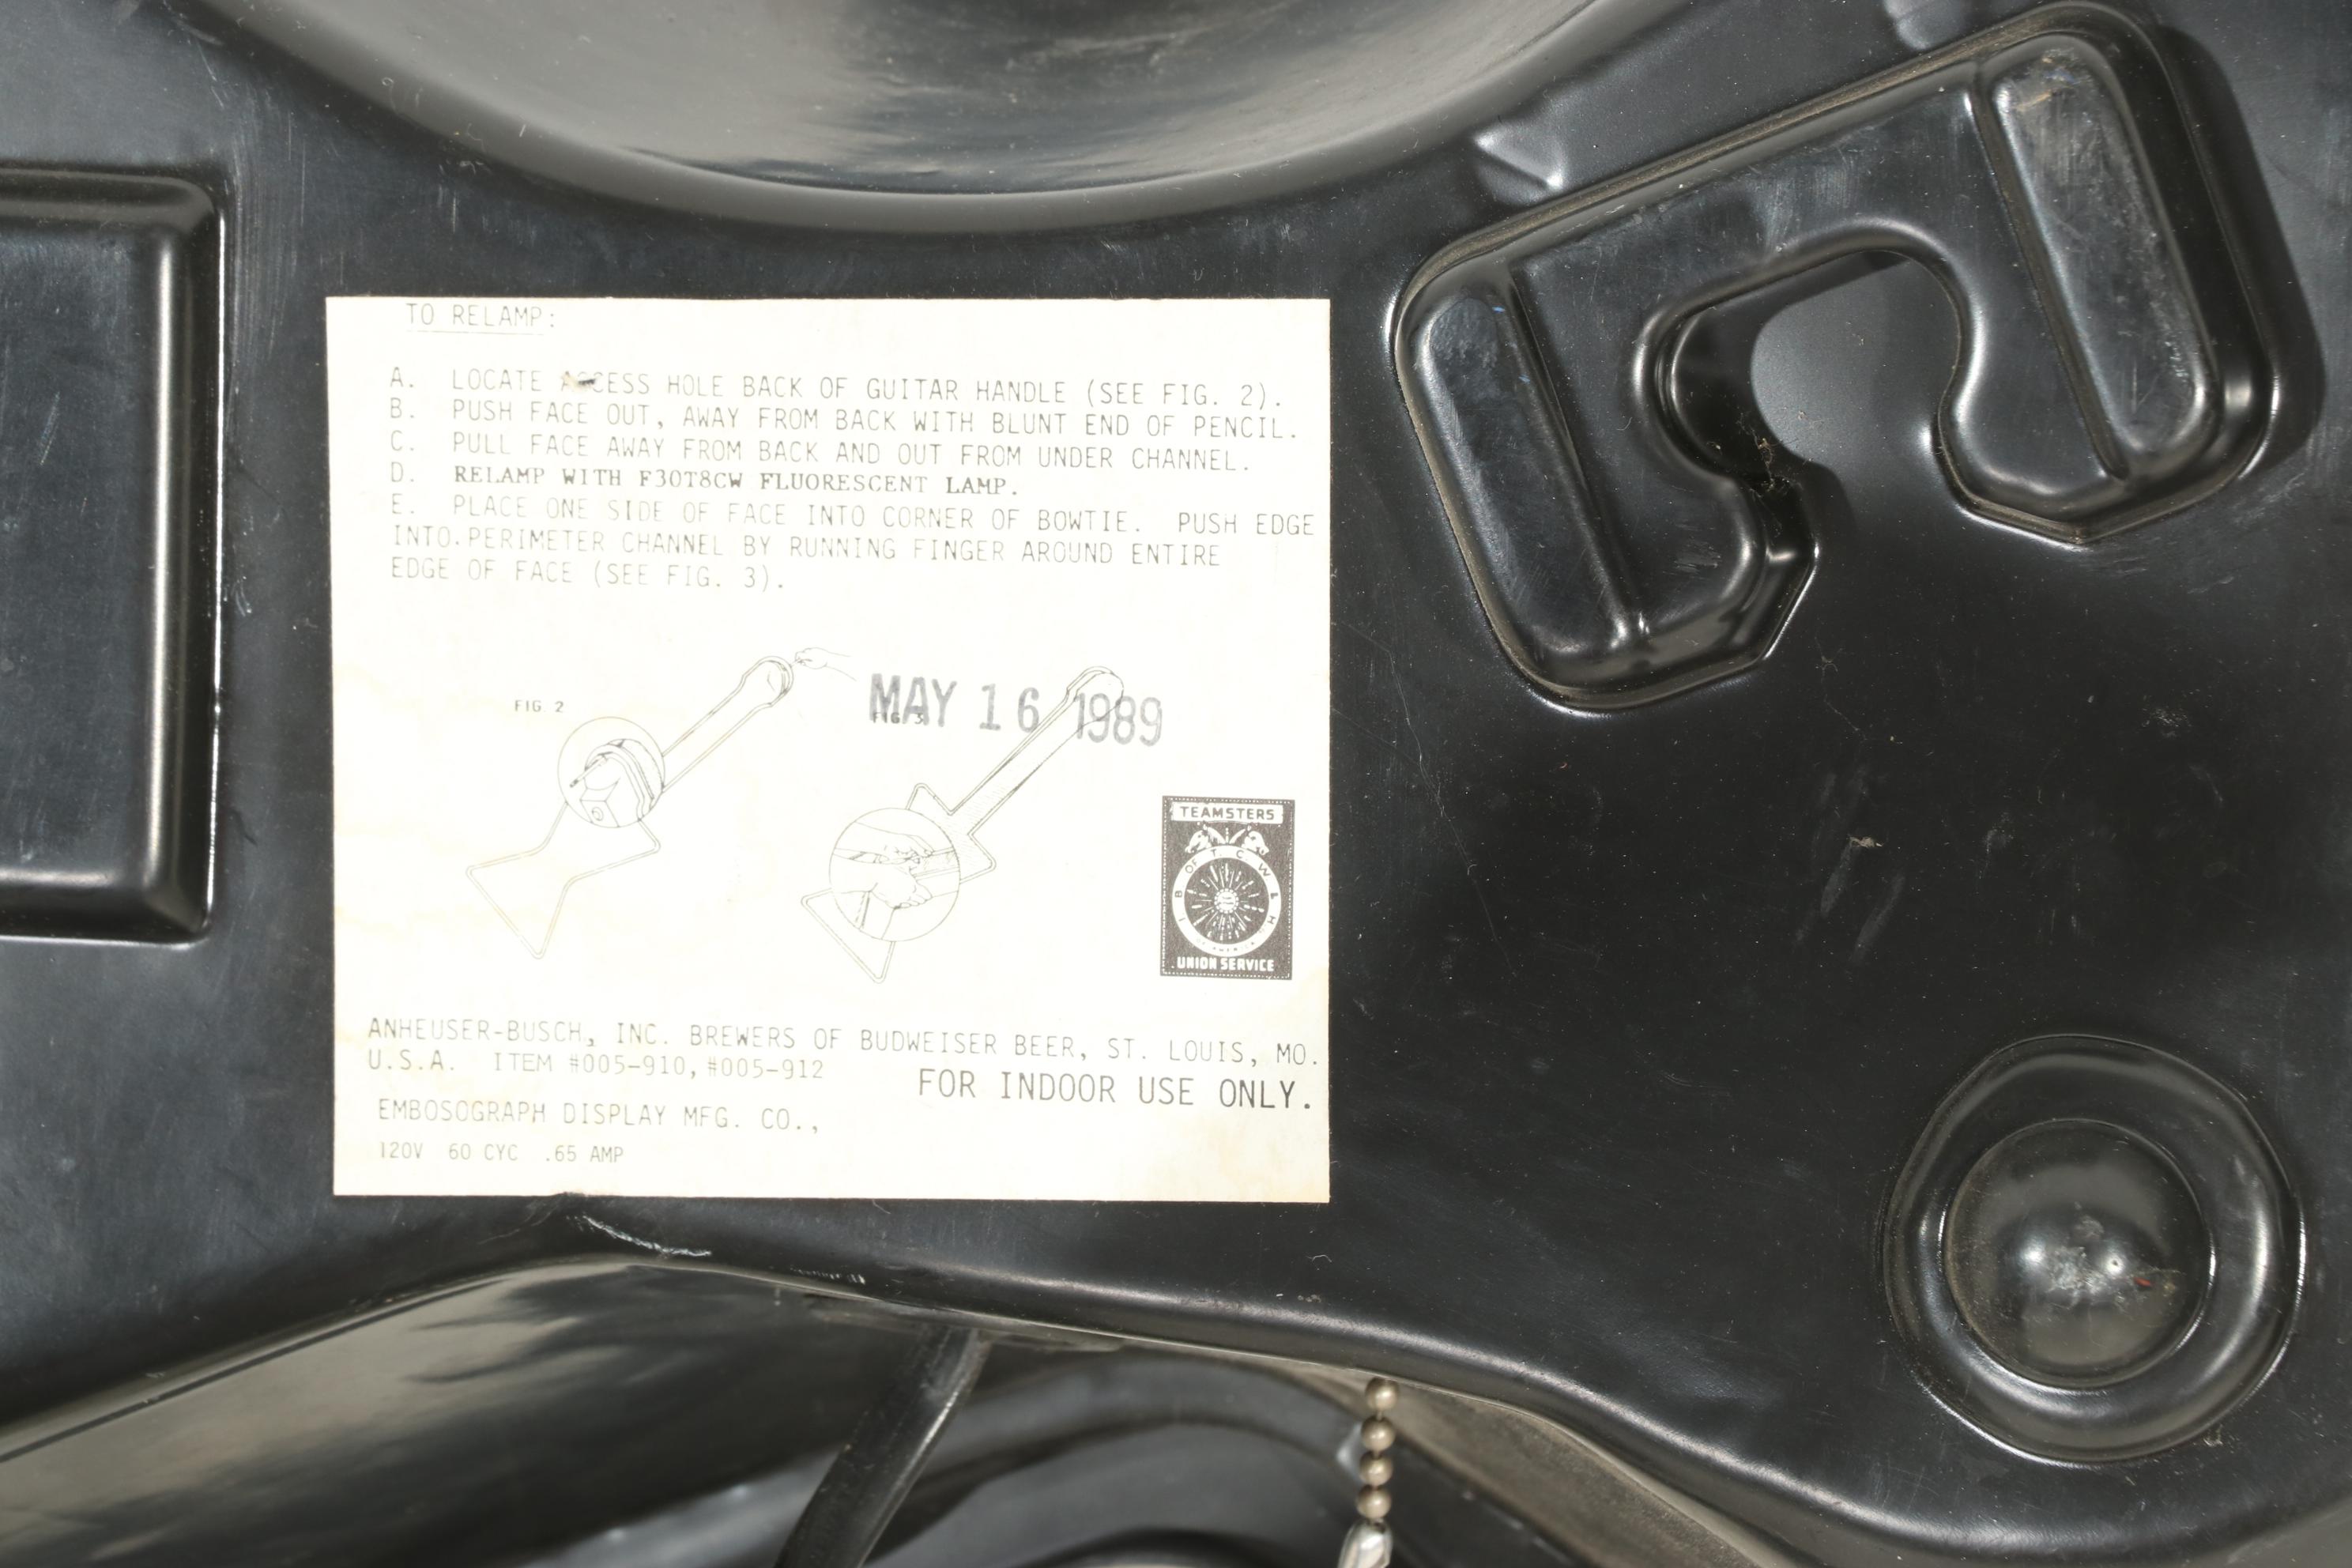 TO RELAMP:
A. LOCATE ACCESS HOLE BACK OF GUITAR HANDLE (SEE FIG. 2).
B. PUSH FACE OUT, AWAY FROM BACK WITH BLUNT END OF PENCIL.
C. PULL FACE AWAY FROM BACK AND OUT FROM UNDER CHANNEL.
D. RELAMP WITH F30T8CW FLUORESCENT LAMP.
E. PLACE ONE SIDE OF FACE INTO CORNER OF BOWTIE. PUSH EDGE
INTO PERIMETER CHANNEL BY RUNNING FINGER AROUND ENTIRE
EDGE OF FACE (SEE FIG. 3).
FIG. 2
FIG. 3
MAY 16 1989
TEAMSTERS
I B OF T C W & H
OF AMERICA
UNION SERVICE
ANHEUSER-BUSCH, INC. BREWERS OF BUDWEISER BEER, ST. LOUIS, MO.
U.S.A. ITEM #005-910, #005-912
FOR INDOOR USE ONLY.
EMBOSOGRAPH DISPLAY MFG. CO.,
120V 60 CYC .65 AMP